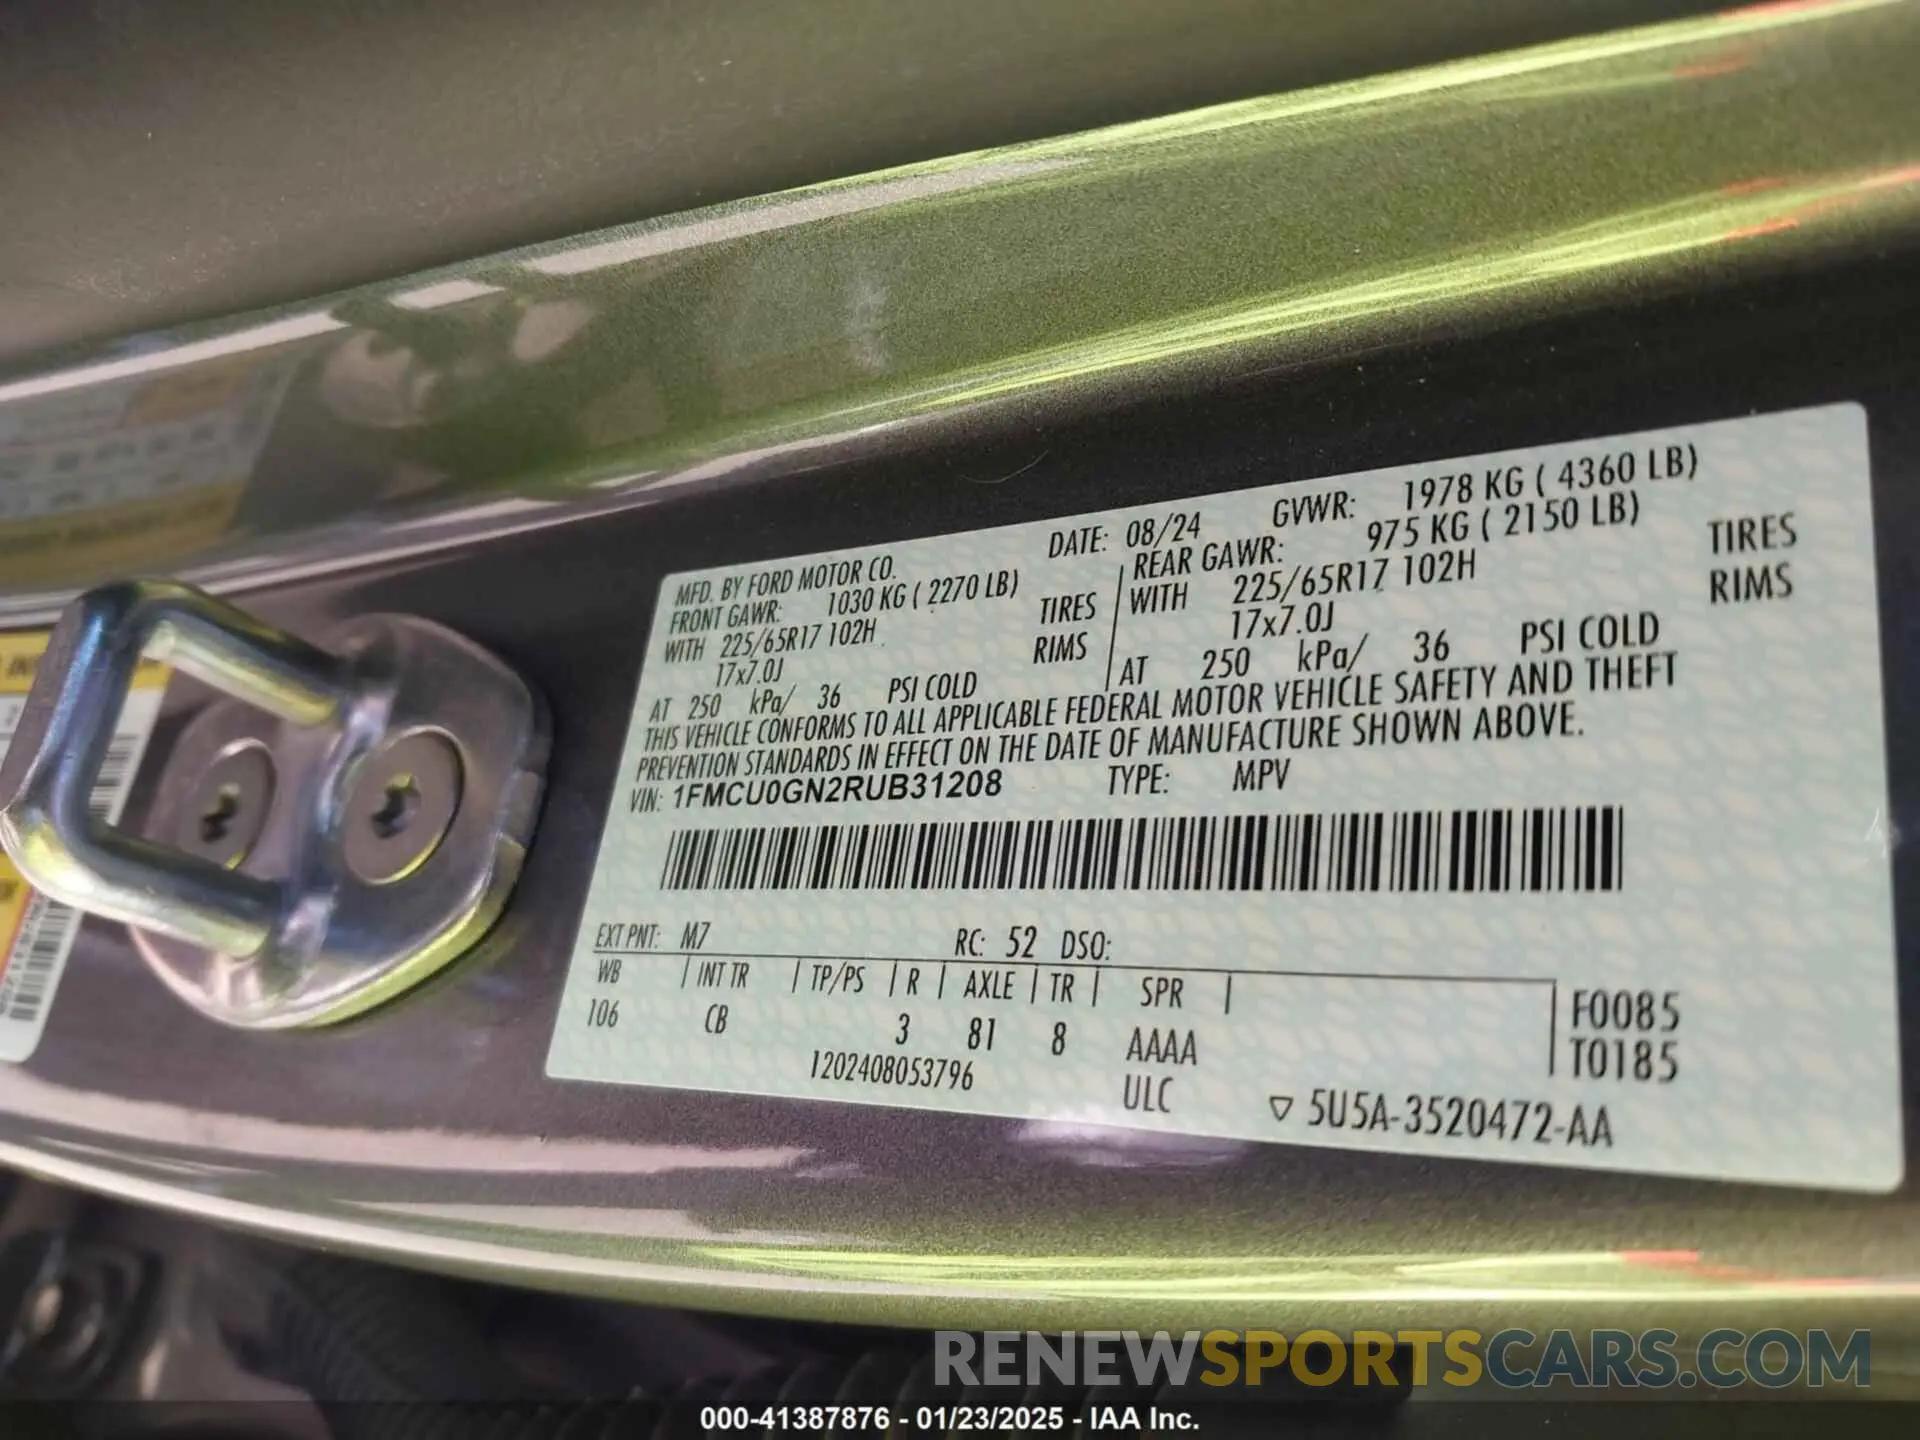 MFD. BY FORD MOTOR CO. DATE: 08/24 GVWR: 1978 KG ( 4360 LB)
FRONT GAWR: 1030 KG ( 2270 LB) REAR GAWR: 975 KG ( 2150 LB)
WITH 225/65R17 102H TIRES WITH 225/65R17 102H TIRES
17x7.0J RIMS 17x7.0J RIMS
AT 250 kPa/ 36 PSI COLD AT 250 kPa/ 36 PSI COLD
THIS VEHICLE CONFORMS TO ALL APPLICABLE FEDERAL MOTOR VEHICLE SAFETY AND THEFT
PREVENTION STANDARDS IN EFFECT ON THE DATE OF MANUFACTURE SHOWN ABOVE.
VIN: 1FMCU0GN2RUB31208 TYPE: MPV
EXT PNT: M7 RC: 52 DSO:
WB INT TR TP/PS R AXLE TR SPR F0085
106 CB 3 81 8 AAAA T0185
1202408053796 ULC ▽ 5U5A-3520472-AA
RENEWSPORTSCARS.COM
000-41387876 - 01/23/2025 - IAA Inc.